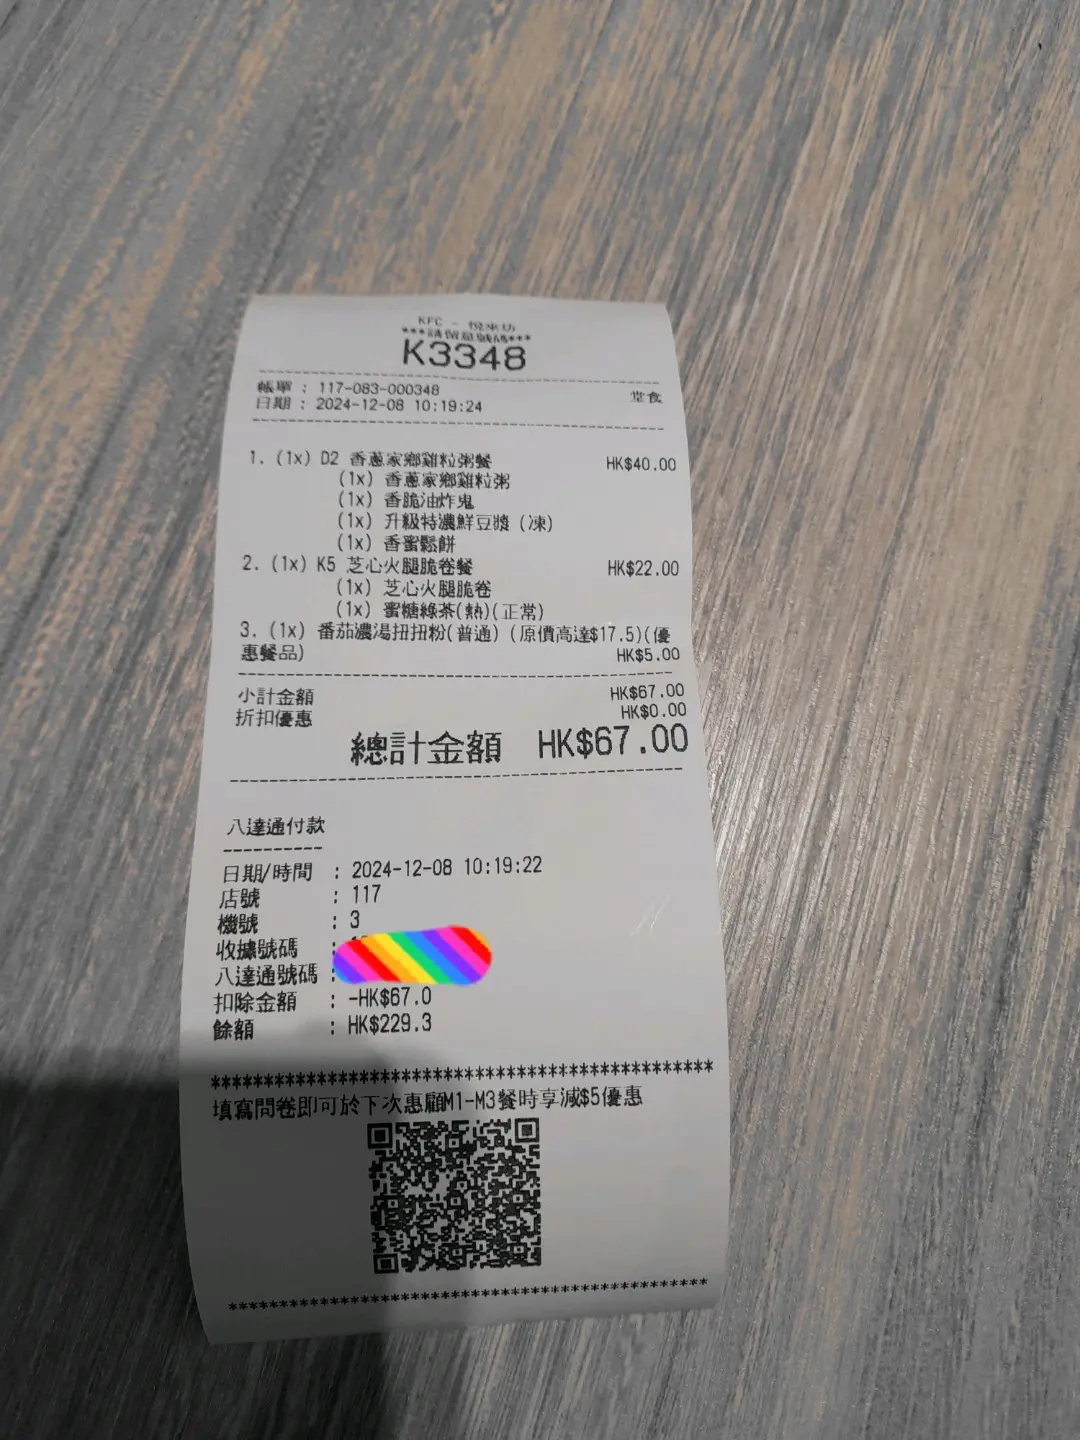 KFC - 悅來坊
***請留意號碼***
K3348
帳單 : 117-083-000348
堂食
日期 : 2024-12-08 10:19:24
1. (1x) D2 香蔥家鄉雞粒粥餐 HK$40.00
(1x) 香蔥家鄉雞粒粥
(1x) 香脆油炸鬼
(1x) 升級特濃鮮豆漿 (凍)
(1x) 香蜜鬆餅
2. (1x) K5 芝心火腿脆卷餐 HK$22.00
(1x) 芝心火腿脆卷
(1x) 蜜糖綠茶(熱)(正常)
3. (1x) 番茄濃湯扭扭粉(普通) (原價高達$17.5)(優
惠餐品) HK$5.00
小計金額 HK$67.00
折扣優惠 HK$0.00
總計金額 HK$67.00
八達通付款
日期/時間 : 2024-12-08 10:19:22
店號 : 117
機號 : 3
收據號碼 :
八達通號碼 :
扣除金額 : -HK$67.0
餘額 : HK$229.3
************************************************
填寫問卷即可於下次惠顧M1-M3餐時享減$5優惠
************************************************